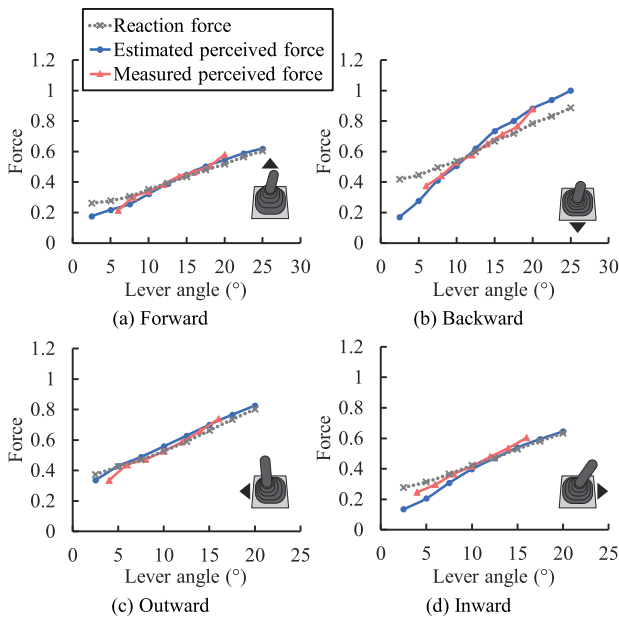 Reaction force
Estimated perceived force
Measured perceived force
Force
1.2
1
0.8
0.6
0.4
0.2
0
0 5 10 15 20 25 30
Lever angle (°)
(a) Forward
Force
1.2
1
0.8
0.6
0.4
0.2
0
0 5 10 15 20 25 30
Lever angle (°)
(b) Backward
Force
1.2
1
0.8
0.6
0.4
0.2
0
0 5 10 15 20 25
Lever angle (°)
(c) Outward
Force
1.2
1
0.8
0.6
0.4
0.2
0
0 5 10 15 20 25
Lever angle (°)
(d) Inward